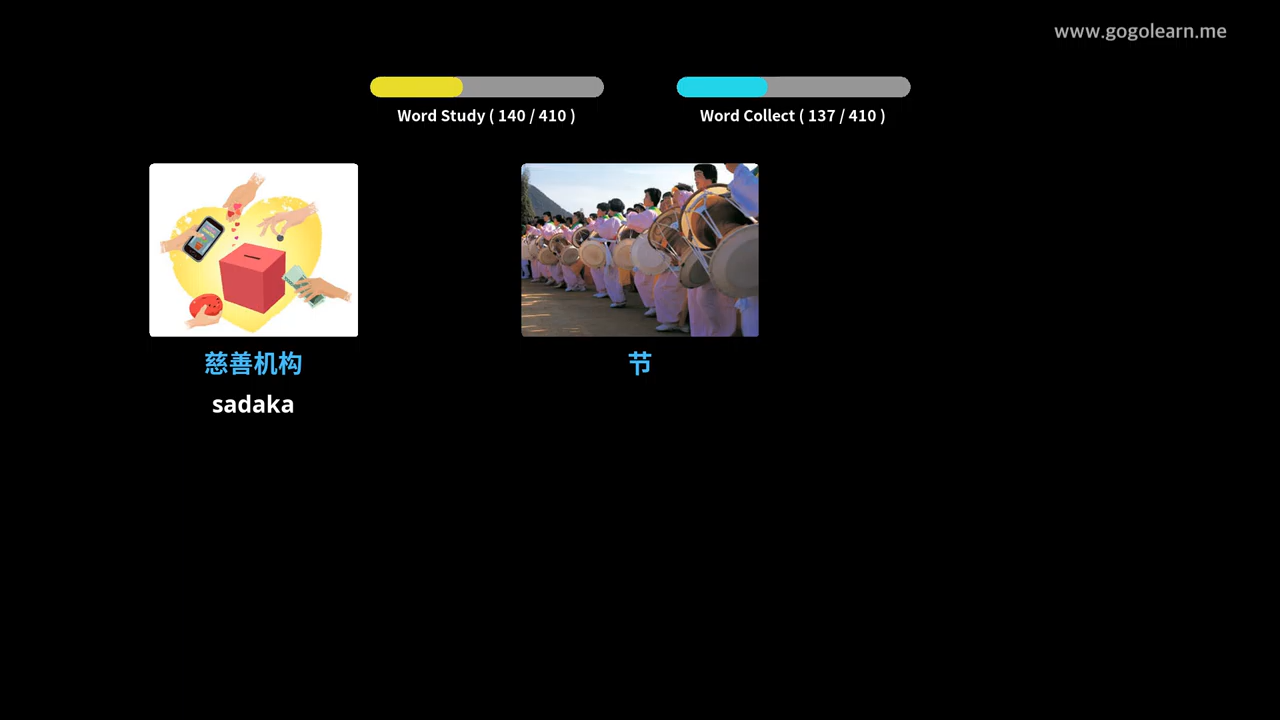 www.gogolearn.me
Word Study ( 140 / 410 )
Word Collect ( 137 / 410 )
慈善机构
sadaka
节